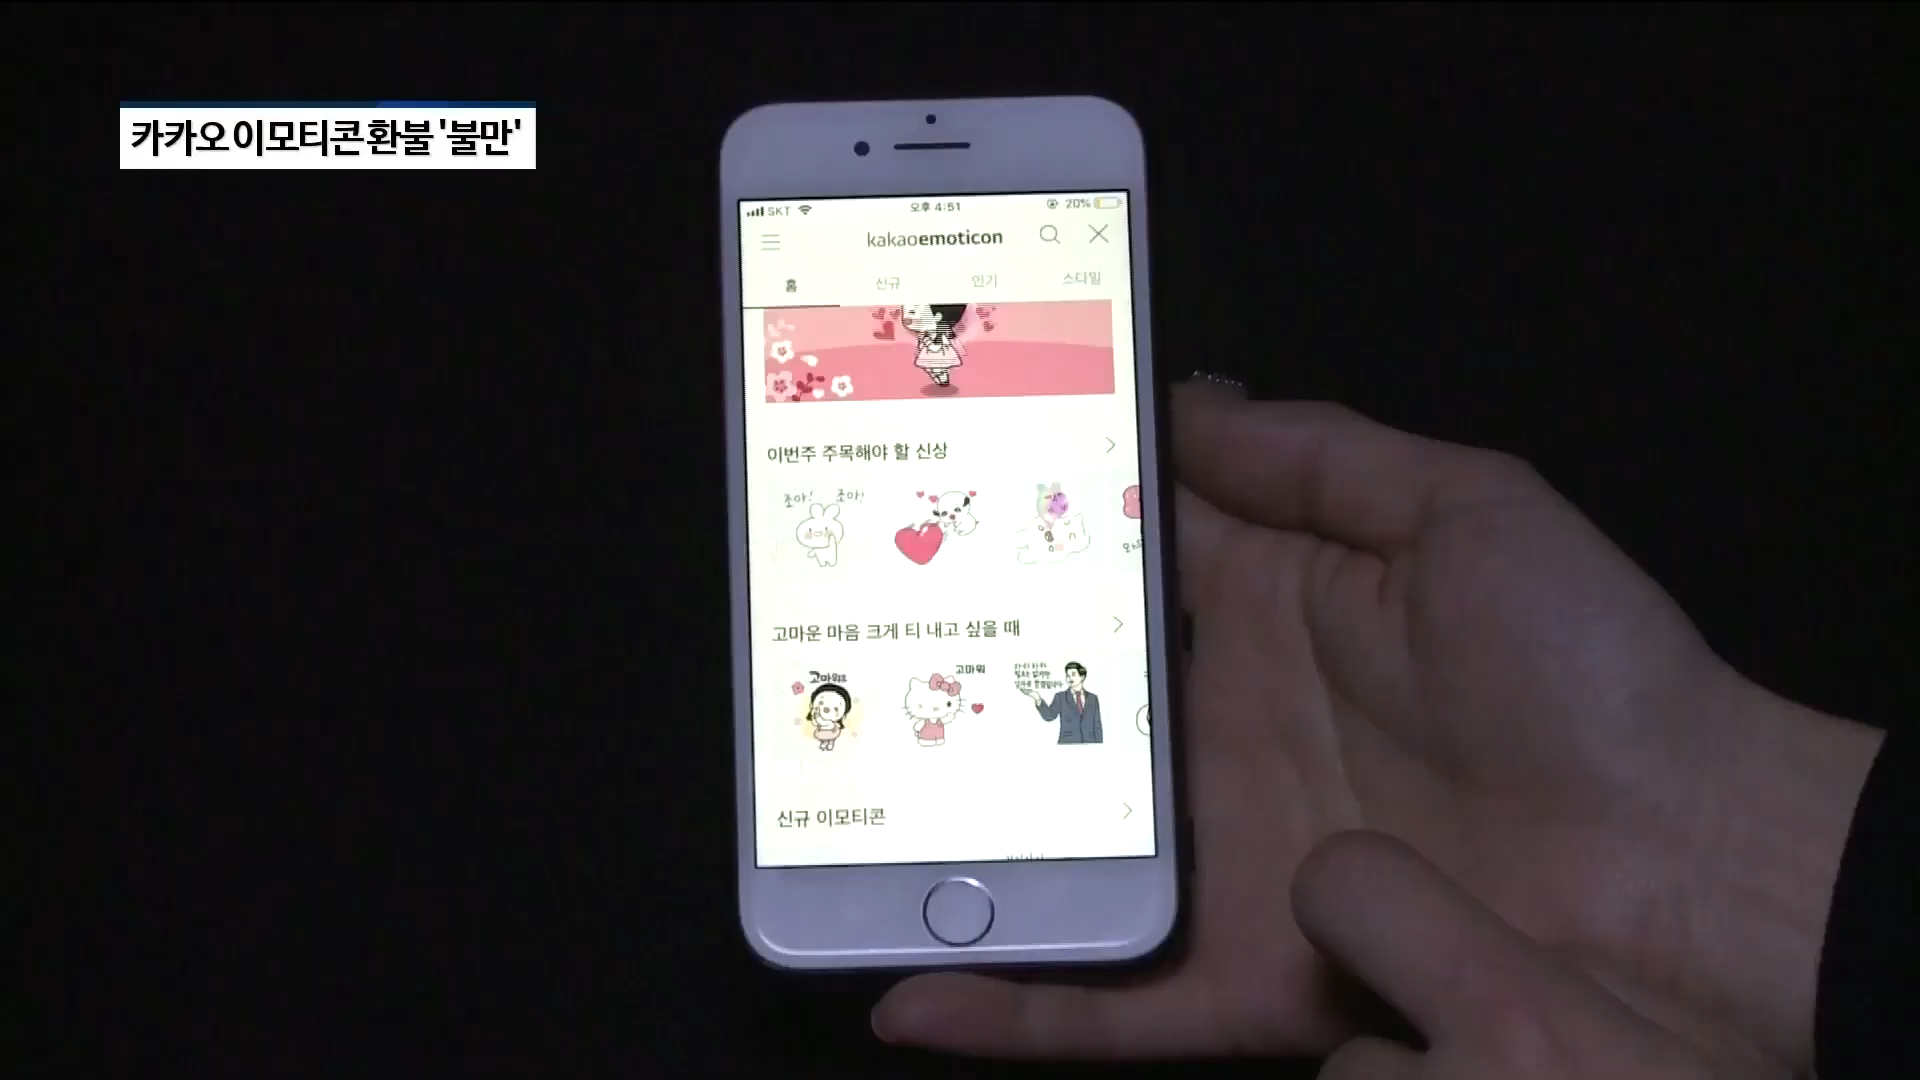 카카오 이모티콘 환불 '불만'
SKT 오후 4:51 20%
kakaoemoticon
홈 신규 인기 스타일
이번주 주목해야 할 신상
조아! 조아!
고마운 마음 크게 티 내고 싶을 때
고마워
신규 이모티콘